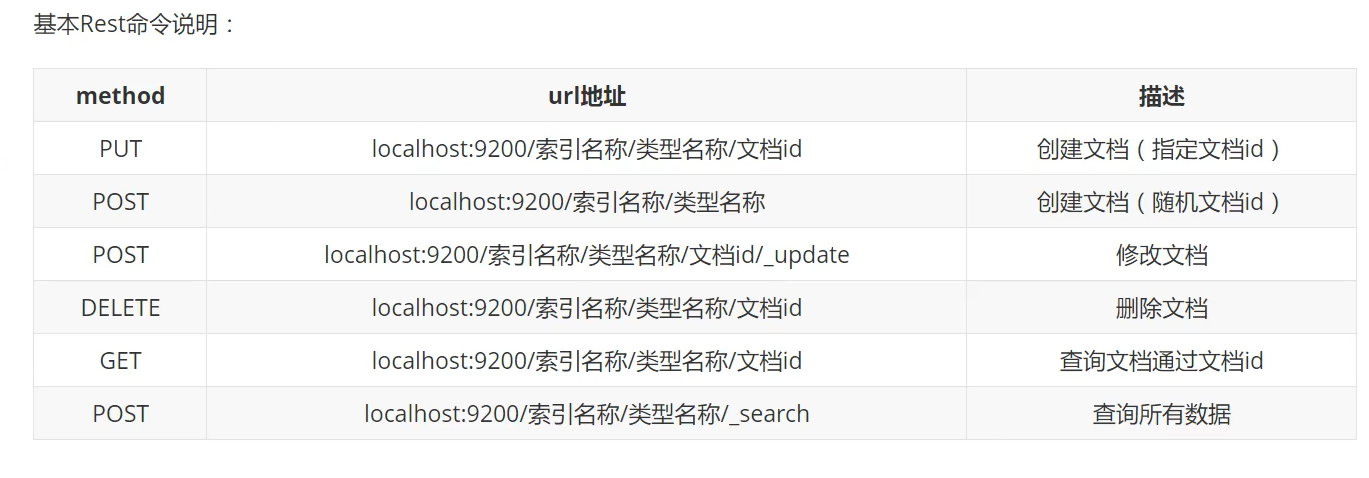 基本Rest命令说明：
method url地址 描述
PUT localhost:9200/索引名称/类型名称/文档id 创建文档（指定文档id）
POST localhost:9200/索引名称/类型名称 创建文档（随机文档id）
POST localhost:9200/索引名称/类型名称/文档id/_update 修改文档
DELETE localhost:9200/索引名称/类型名称/文档id 删除文档
GET localhost:9200/索引名称/类型名称/文档id 查询文档通过文档id
POST localhost:9200/索引名称/类型名称/_search 查询所有数据